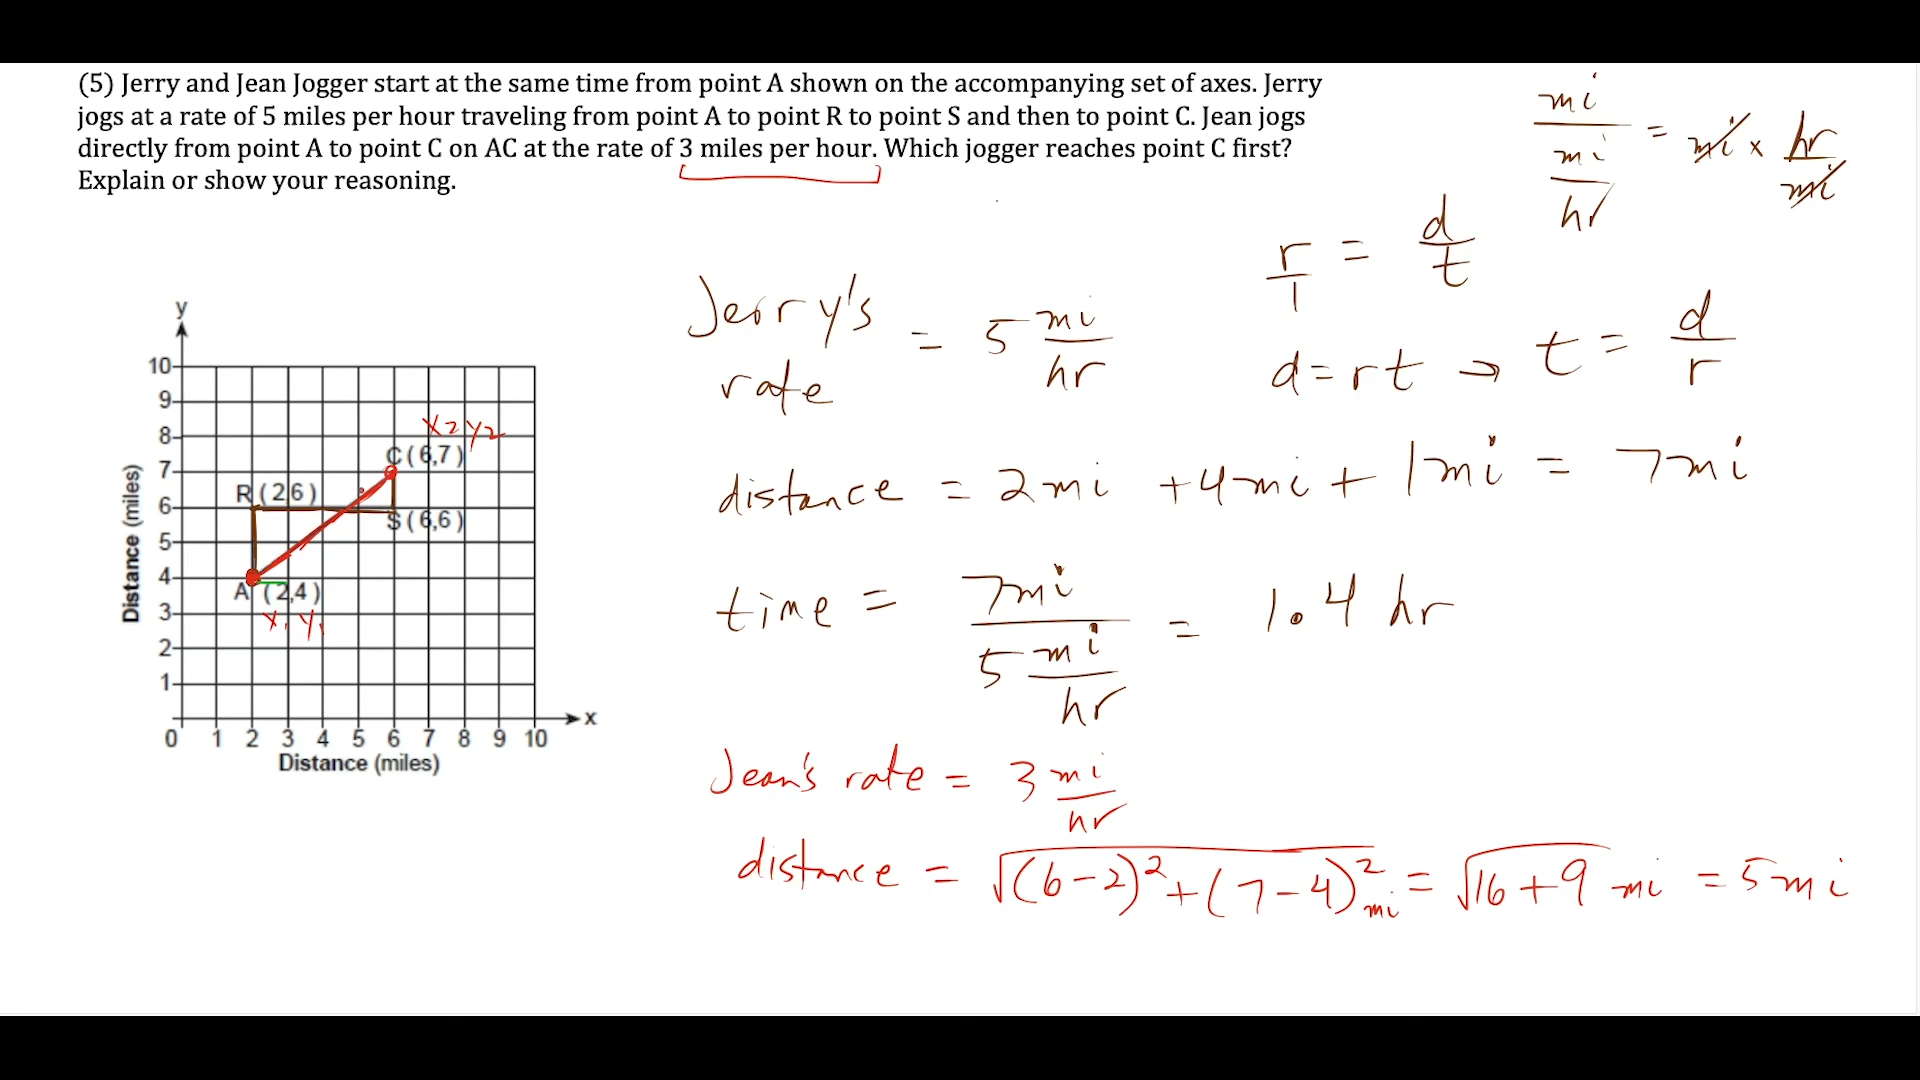 (5) Jerry and Jean Jogger start at the same time from point A shown on the accompanying set of axes. Jerry
jogs at a rate of 5 miles per hour traveling from point A to point R to point S and then to point C. Jean jogs
directly from point A to point C on AC at the rate of 3 miles per hour. Which jogger reaches point C first?
Explain or show your reasoning.
mi / (mi / hr) = mi × hr / mi
r / 1 = d / t
Jerry's rate = 5 mi / hr
d = rt → t = d / r
distance = 2mi + 4mi + 1mi = 7mi
time = 7mi / (5 mi / hr) = 1.4 hr
Jean's rate = 3 mi / hr
distance = √((6-2)² + (7-4)²) mi = √(16+9) mi = 5mi
y
10
9
8
7
6
5
4
3
2
1
0 1 2 3 4 5 6 7 8 9 10
x
Distance (miles)
Distance (miles)
x₂ y₂
C (6,7)
R (2 6)
S (6,6)
A (2,4)
x₁ y₁